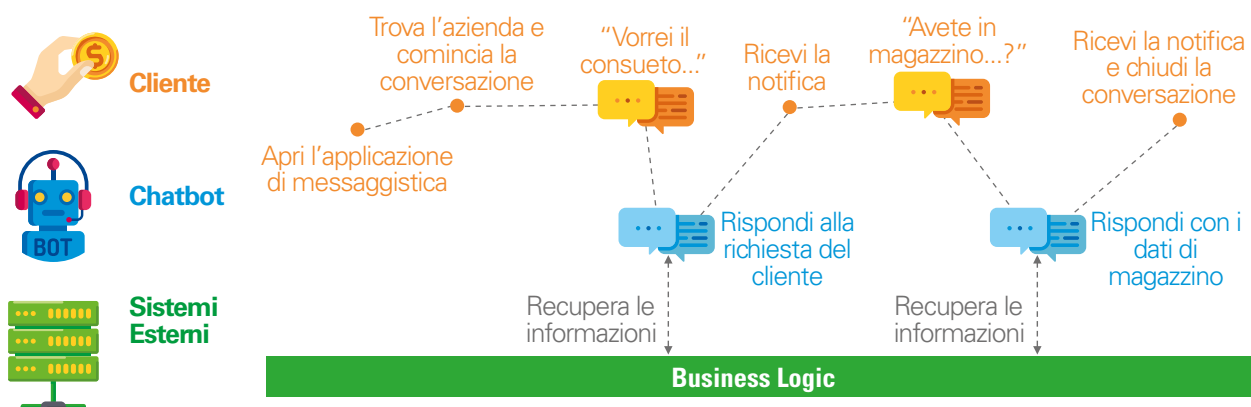 Cliente
Apri l'applicazione
di messaggistica
Trova l'azienda e
comincia la
conversazione
“Vorrei il
consueto...”
Ricevi la
notifica
“Avete in
magazzino...?”
Ricevi la notifica
e chiudi la
conversazione
Chatbot
BOT
Rispondi alla
richiesta del
cliente
Rispondi con i
dati di
magazzino
Sistemi
Esterni
Recupera le
informazioni
Recupera le
informazioni
Business Logic